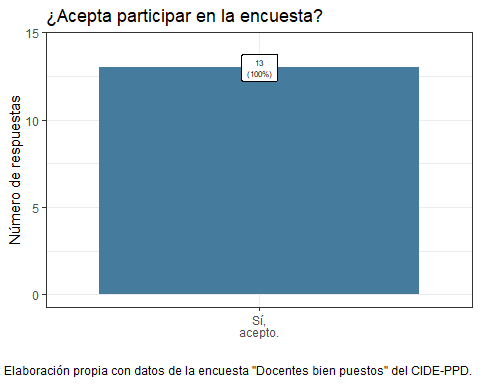 ¿Acepta participar en la encuesta?
Número de respuestas
15
10
5
0
13
(100%)
Sí,
acepto.
Elaboración propia con datos de la encuesta "Docentes bien puestos" del CIDE-PPD.